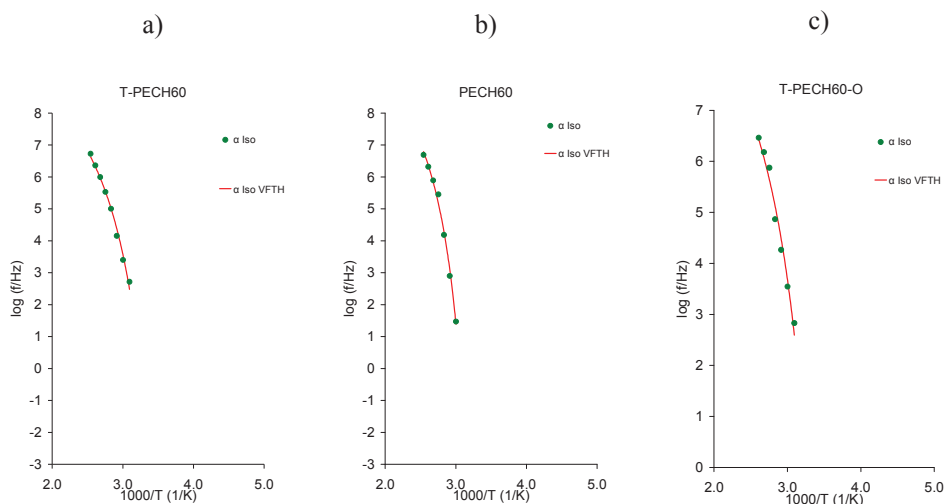 a)
b)
c)
T-PECH60
8
7
6
5
4
3
2
1
0
-1
-2
-3
log (f/Hz)
α Iso
α Iso VFTH
2.0 3.0 4.0 5.0
1000/T (1/K)
PECH60
8
7
6
5
4
3
2
1
0
-1
-2
-3
log (f/Hz)
α Iso
α Iso VFTH
2.0 3.0 4.0 5.0
1000/T (1/K)
T-PECH60-O
7
6
5
4
3
2
1
0
log (f/Hz)
α Iso
α Iso VFTH
2.0 3.0 4.0 5.0
1000/T (1/K)